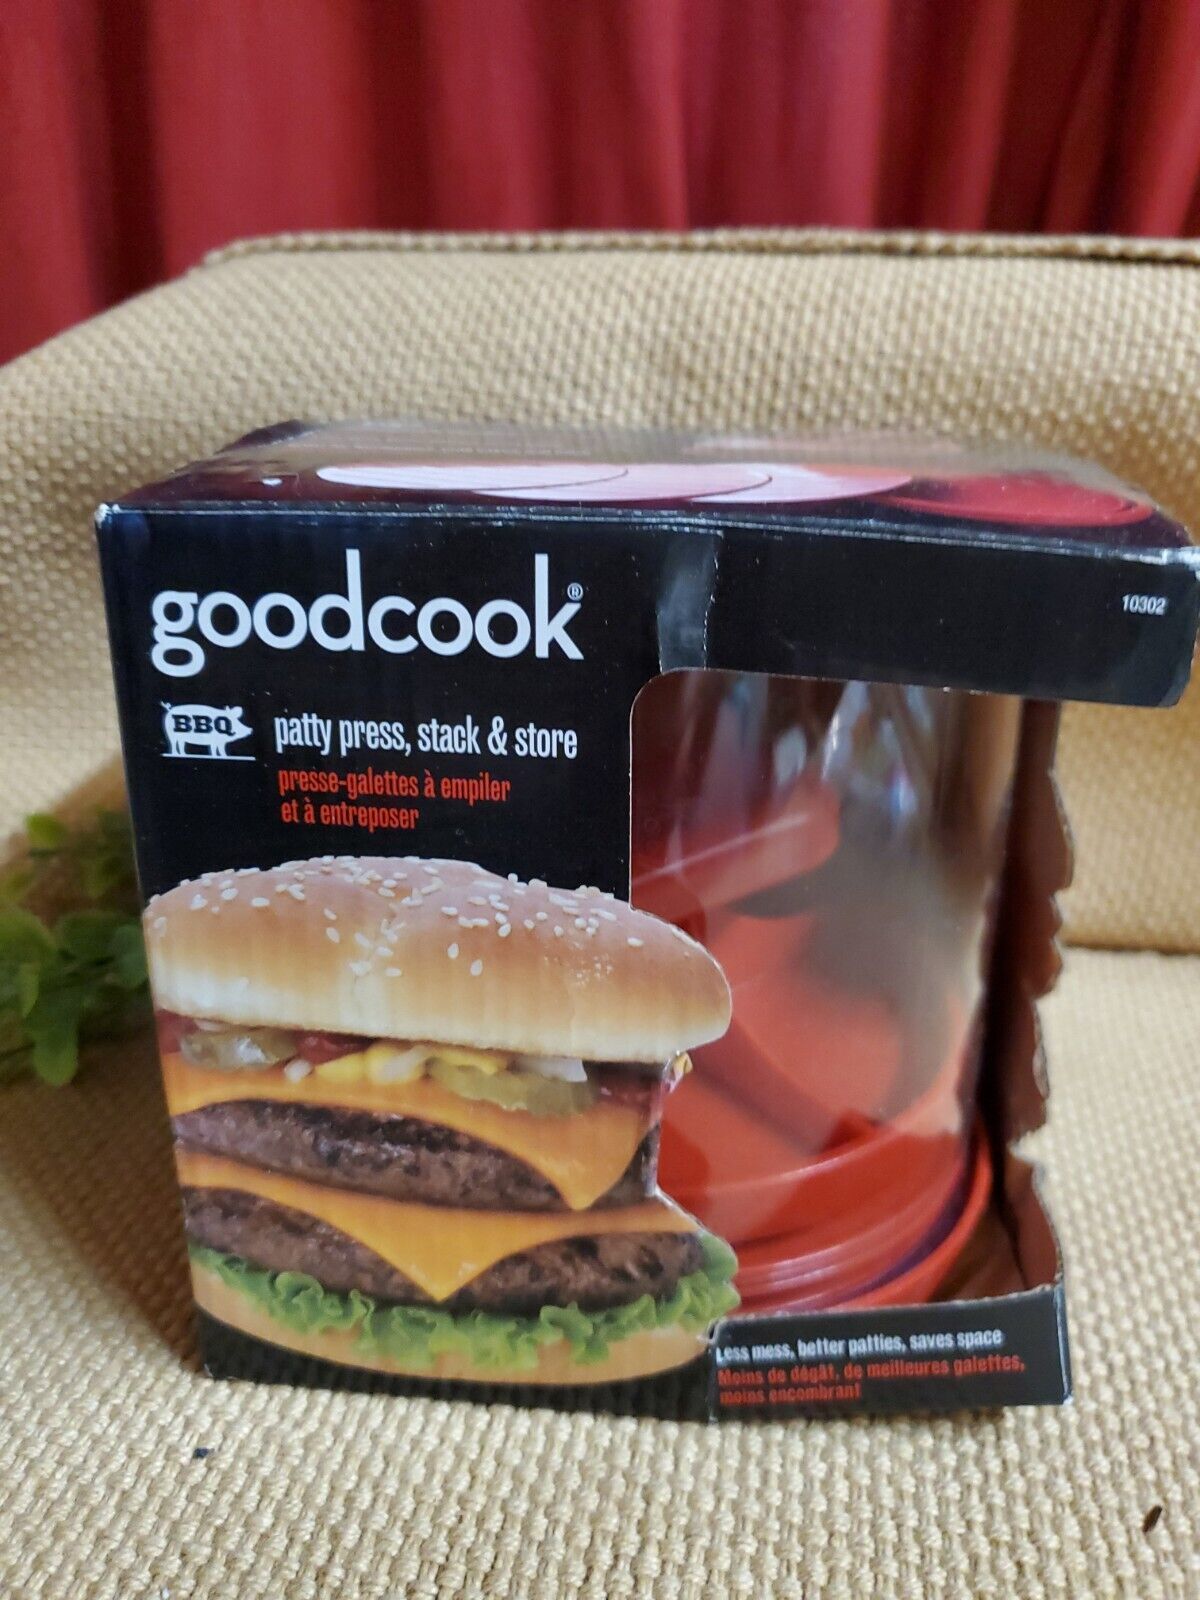 goodcook®
10302
BBQ
patty press, stack & store
presse-galettes à empiler
et à entreposer
Less mess, better patties, saves space
Moins de dégât, de meilleures galettes,
moins encombrant